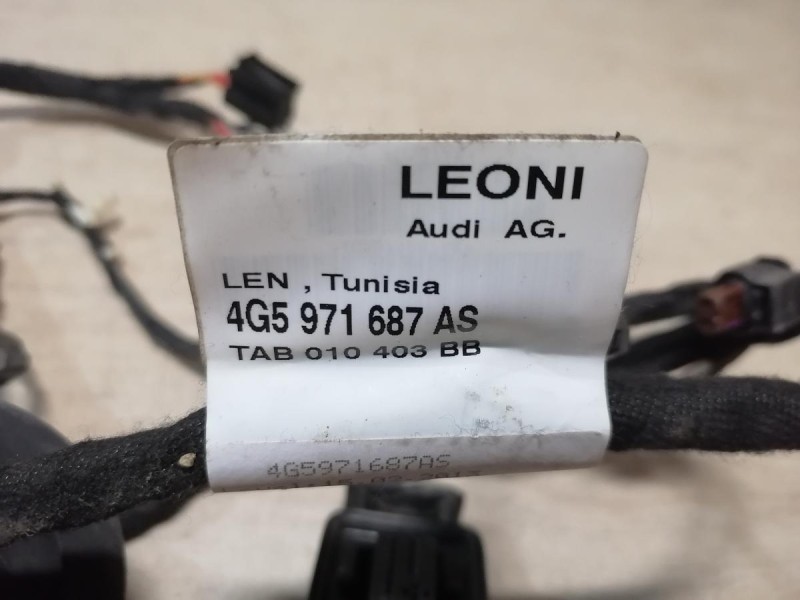 LEONI
Audi AG.
LEN , Tunisia
4G5 971 687 AS
TAB 010 403 BB
4G5971687AS